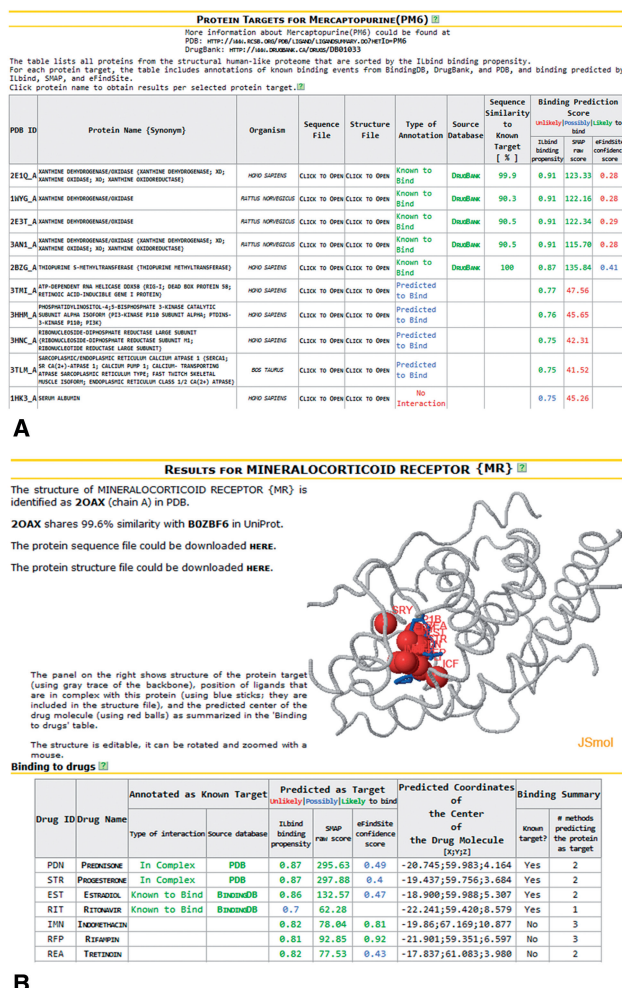 PROTEIN TARGETS FOR MERCAPTOPURINE(PM6) ?
More information about Mercaptopurine(PM6) could be found at
PDB: HTTP://WWW.RCSB.ORG/PDB/LIGAND/LIGANDSUMMARY.DO?HETID=PM6
DrugBank: HTTP://WWW.DRUGBANK.CA/DRUGS/DB01033
The table lists all proteins from the structural human-like proteome that are sorted by the ILbind binding propensity.
For each protein target, the table includes annotations of known binding events from BindingDB, DrugBank, and PDB, and binding predicted by
ILbind, SMAP, and eFindSite.
Click protein name to obtain results per selected protein target. ?
PDB ID Protein Name {Synonym} Organism Sequence File Structure File Type of Annotation Source Database Sequence Similarity to Known Target [ % ] Binding Prediction Score
Unlikely|Possibly|Likely to bind
ILbind binding propensity SMAP raw score eFindSite confidence score
2E1Q_A XANTHINE DEHYDROGENASE/OXIDASE {XANTHINE DEHYDROGENASE; XD; XANTHINE OXIDASE; XO; XANTHINE OXIDOREDUCTASE} HOMO SAPIENS CLICK TO OPEN CLICK TO OPEN Known to Bind DRUGBANK 99.9 0.91 123.33 0.28
1WYG_A XANTHINE DEHYDROGENASE/OXIDASE RATTUS NORVEGICUS CLICK TO OPEN CLICK TO OPEN Known to Bind DRUGBANK 90.3 0.91 122.16 0.28
2E3T_A XANTHINE DEHYDROGENASE/OXIDASE {XANTHINE DEHYDROGENASE; XD; XANTHINE OXIDASE; XO; XANTHINE OXIDOREDUCTASE} RATTUS NORVEGICUS CLICK TO OPEN CLICK TO OPEN Known to Bind DRUGBANK 90.5 0.91 122.34 0.29
3AN1_A XANTHINE DEHYDROGENASE/OXIDASE {XANTHINE DEHYDROGENASE; XD; XANTHINE OXIDASE; XO; XANTHINE OXIDOREDUCTASE} RATTUS NORVEGICUS CLICK TO OPEN CLICK TO OPEN Known to Bind DRUGBANK 90.5 0.91 115.70 0.28
2BZG_A THIOPURINE S-METHYLTRANSFERASE {THIOPURINE METHYLTRANSFERASE} HOMO SAPIENS CLICK TO OPEN CLICK TO OPEN Known to Bind DRUGBANK 100 0.87 135.84 0.41
3TMI_A ATP-DEPENDENT RNA HELICASE DDX58 {RIG-I; DEAD BOX PROTEIN 58; RETINOIC ACID-INDUCIBLE GENE I PROTEIN} HOMO SAPIENS CLICK TO OPEN CLICK TO OPEN Predicted to Bind 0.77 47.56
3HHM_A PHOSPHATIDYLINOSITOL-4;5-BISPHOSPHATE 3-KINASE CATALYTIC SUBUNIT ALPHA ISOFORM {PI3-KINASE P110 SUBUNIT ALPHA; PTDINS-3-KINASE P110; PI3K} HOMO SAPIENS CLICK TO OPEN CLICK TO OPEN Predicted to Bind 0.76 45.65
3HNC_A RIBONUCLEOSIDE-DIPHOSPHATE REDUCTASE LARGE SUBUNIT {RIBONUCLEOSIDE-DIPHOSPHATE REDUCTASE SUBUNIT M1; RIBONUCLEOTIDE REDUCTASE LARGE SUBUNIT} HOMO SAPIENS CLICK TO OPEN CLICK TO OPEN Predicted to Bind 0.75 42.31
3TLM_A SARCOPLASMIC/ENDOPLASMIC RETICULUM CALCIUM ATPASE 1 {SERCA1; SR CA(2+)-ATPASE 1; CALCIUM PUMP 1; CALCIUM- TRANSPORTING ATPASE SARCOPLASMIC RETICULUM TYPE; FAST TWITCH SKELETAL MUSCLE ISOFORM; ENDOPLASMIC RETICULUM CLASS 1/2 CA(2+) ATPASE} BOS TAURUS CLICK TO OPEN CLICK TO OPEN Predicted to Bind 0.75 41.52
1HK3_A SERUM ALBUMIN HOMO SAPIENS CLICK TO OPEN CLICK TO OPEN No Interaction 0.75 45.26
A
RESULTS FOR MINERALOCORTICOID RECEPTOR {MR} ?
The structure of MINERALOCORTICOID RECEPTOR {MR} is
identified as 2OAX (chain A) in PDB.
2OAX shares 99.6% similarity with B0ZBF6 in UniProt.
The protein sequence file could be downloaded HERE.
The protein structure file could be downloaded HERE.
The panel on the right shows structure of the protein target
(using gray trace of the backbone), position of ligands that
are in complex with this protein (using blue sticks; they are
included in the structure file), and the predicted center of the
drug molecule (using red balls) as summarized in the 'Binding
to drugs' table.
The structure is editable, it can be rotated and zoomed with a
mouse.
ICF
JSmol
Binding to drugs ?
Drug ID Drug Name Annotated as Known Target Predicted as Target Predicted Coordinates of the Center of the Drug Molecule [X;Y;Z] Binding Summary
Unlikely|Possibly|Likely to bind
Type of interaction Source database ILbind binding propensity SMAP raw score eFindSite confidence score Known target? # methods predicting the protein as target
PDN PREDNISONE In Complex PDB 0.87 295.63 0.49 -20.745;59.983;4.164 Yes 2
STR PROGESTERONE In Complex PDB 0.87 297.88 0.4 -19.437;59.756;3.684 Yes 2
EST ESTRADIOL Known to Bind BINDINGDB 0.86 132.57 0.47 -18.900;59.988;5.307 Yes 2
RIT RITONAVIR Known to Bind BINDINGDB 0.7 62.28 -22.241;59.420;8.579 Yes 1
IMN INDOMETHACIN 0.82 78.04 0.81 -19.86;67.169;10.877 No 3
RFP RIFAMPIN 0.81 92.85 0.92 -21.901;59.351;6.597 No 3
REA TRETINOIN 0.82 77.53 0.43 -17.837;61.083;3.980 No 2
B